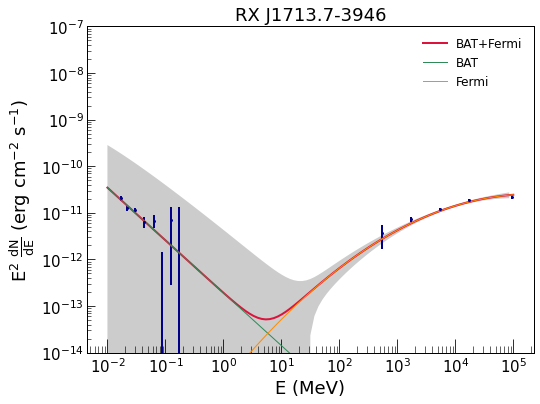 RX J1713.7-3946
BAT+Fermi
BAT
Fermi
E² dN/dE (erg cm⁻² s⁻¹)
10⁻⁷
10⁻⁸
10⁻⁹
10⁻¹⁰
10⁻¹¹
10⁻¹²
10⁻¹³
10⁻¹⁴
10⁻² 10⁻¹ 10⁰ 10¹ 10² 10³ 10⁴ 10⁵
E (MeV)